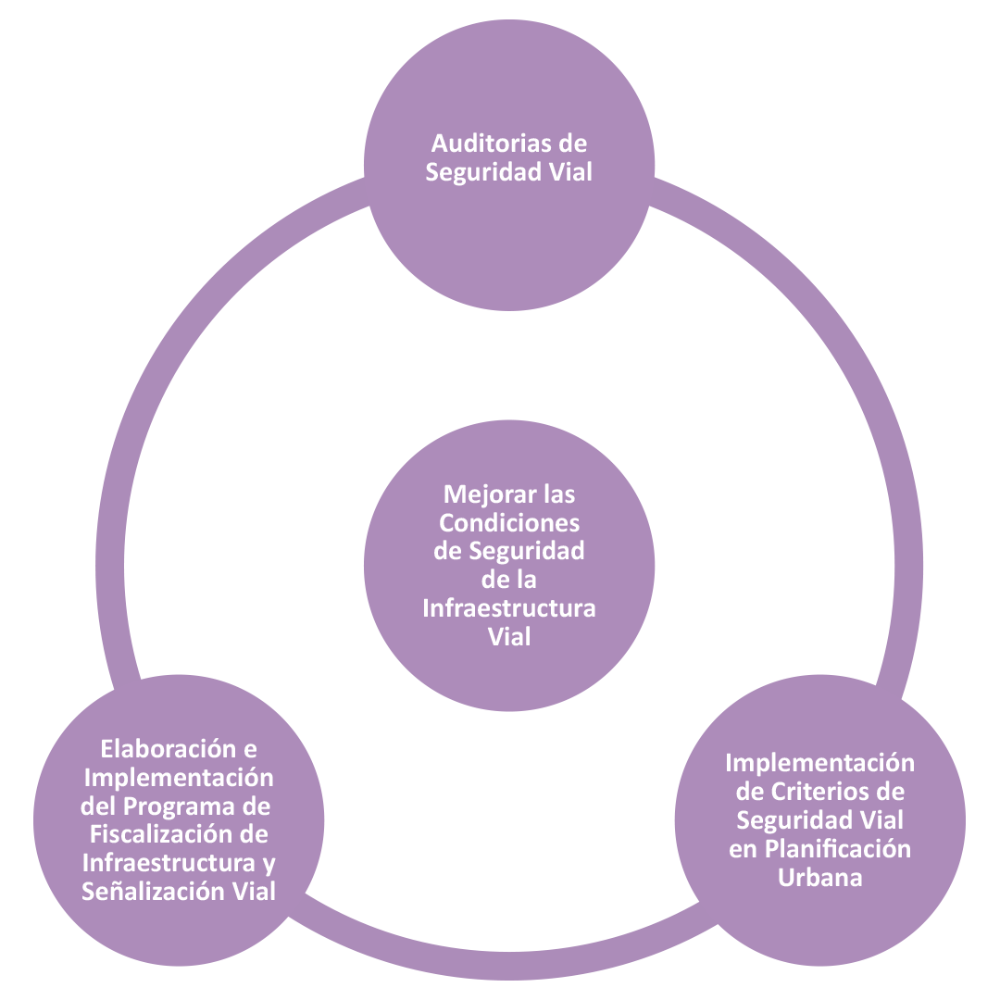 Auditorias de
Seguridad Vial
Mejorar las
Condiciones
de Seguridad
de la
Infraestructura
Vial
Elaboración e
Implementación
del Programa de
Fiscalización de
Infraestructura y
Señalización Vial
Implementación
de Criterios de
Seguridad Vial
en Planificación
Urbana